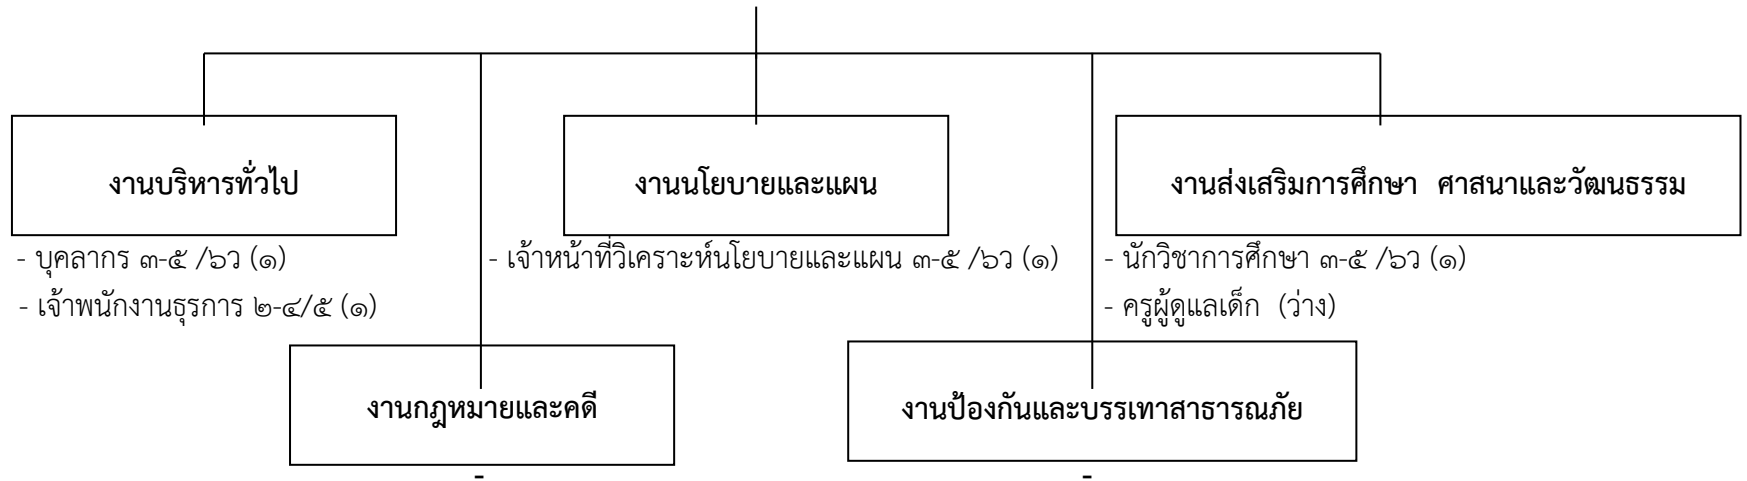 งานบริหารทั่วไป
งานนโยบายและแผน
งานส่งเสริมการศึกษา ศาสนาและวัฒนธรรม
- บุคลากร ๓-๕ /๖ว (๑)
- เจ้าพนักงานธุรการ ๒-๔/๕ (๑)
- เจ้าหน้าที่วิเคราะห์นโยบายและแผน ๓-๕ /๖ว (๑)
- นักวิชาการศึกษา ๓-๕ /๖ว (๑)
- ครูผู้ดูแลเด็ก (ว่าง)
งานกฎหมายและคดี
-
งานป้องกันและบรรเทาสาธารณภัย
-